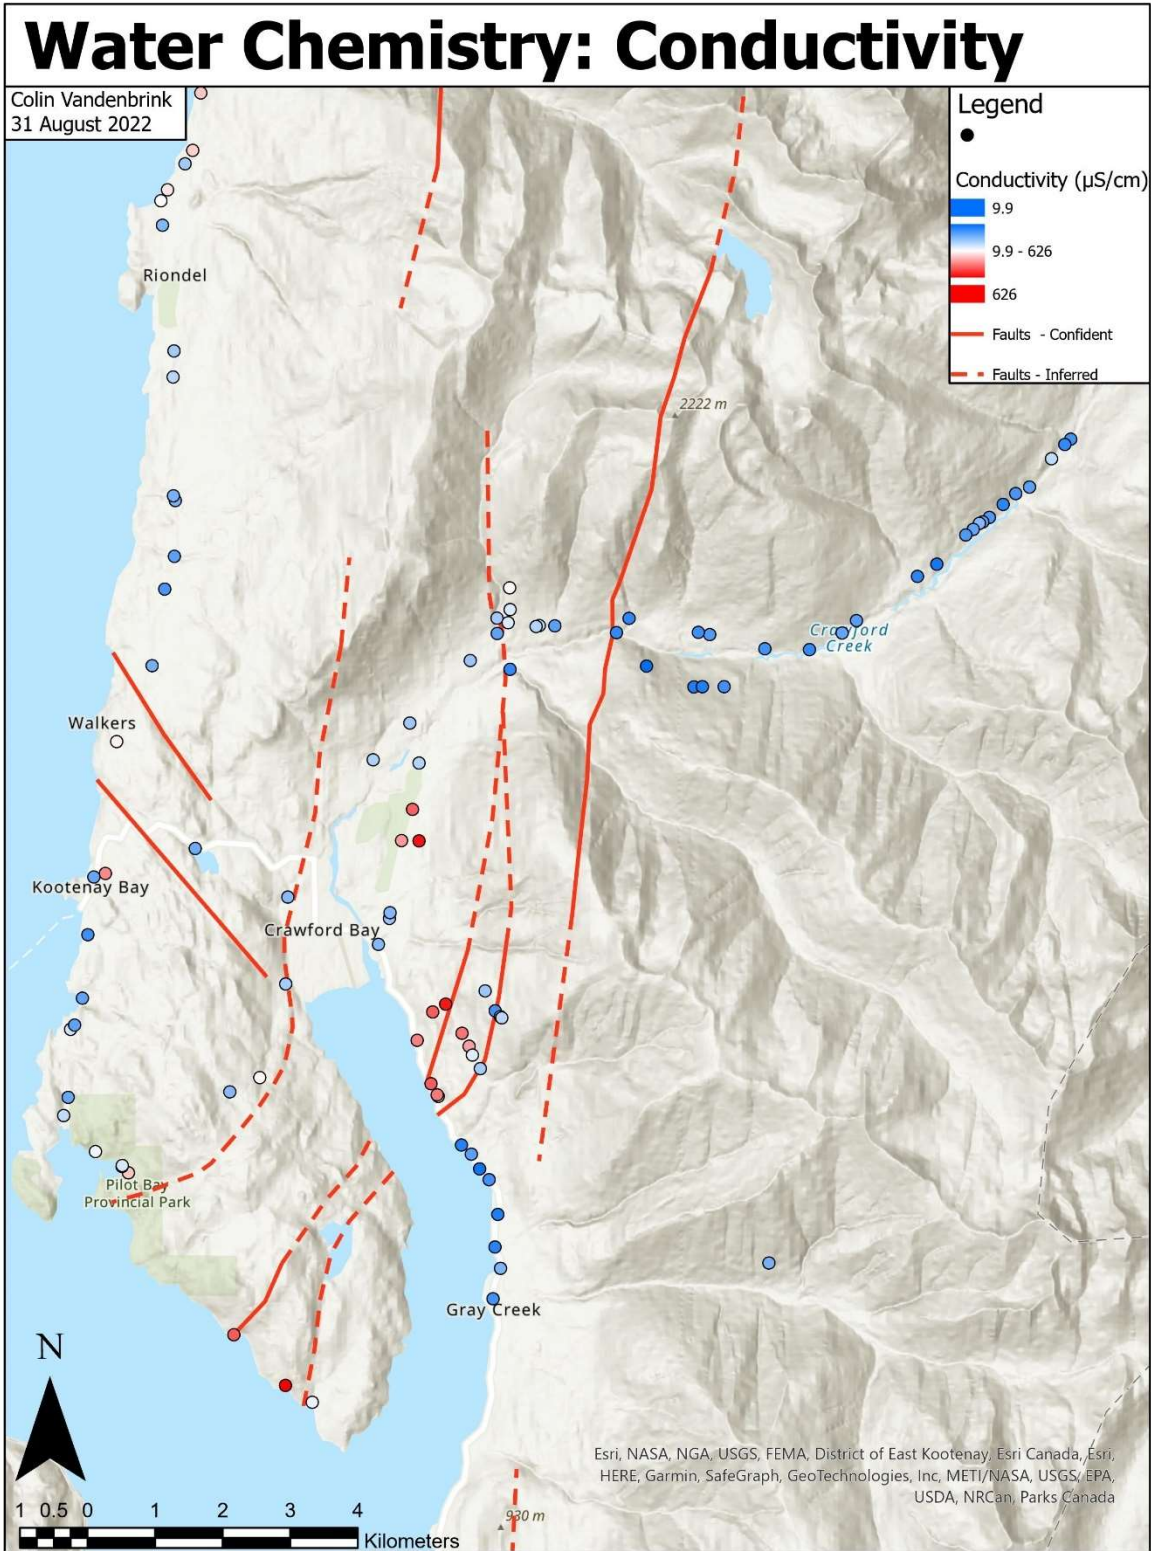 Water Chemistry: Conductivity
Colin Vandenbrink
31 August 2022
Legend
Conductivity (µS/cm)
9.9
9.9 - 626
626
Faults - Confident
Faults - Inferred
Riondel
2222 m
Crawford
Creek
Walkers
Kootenay Bay
Crawford Bay
Pilot Bay
Provincial Park
Gray Creek
N
Esri, NASA, NGA, USGS, FEMA, District of East Kootenay, Esri Canada, Esri,
HERE, Garmin, SafeGraph, GeoTechnologies, Inc, METI/NASA, USGS, EPA,
USDA, NRCan, Parks Canada
930 m
1 0.5 0 1 2 3 4
Kilometers